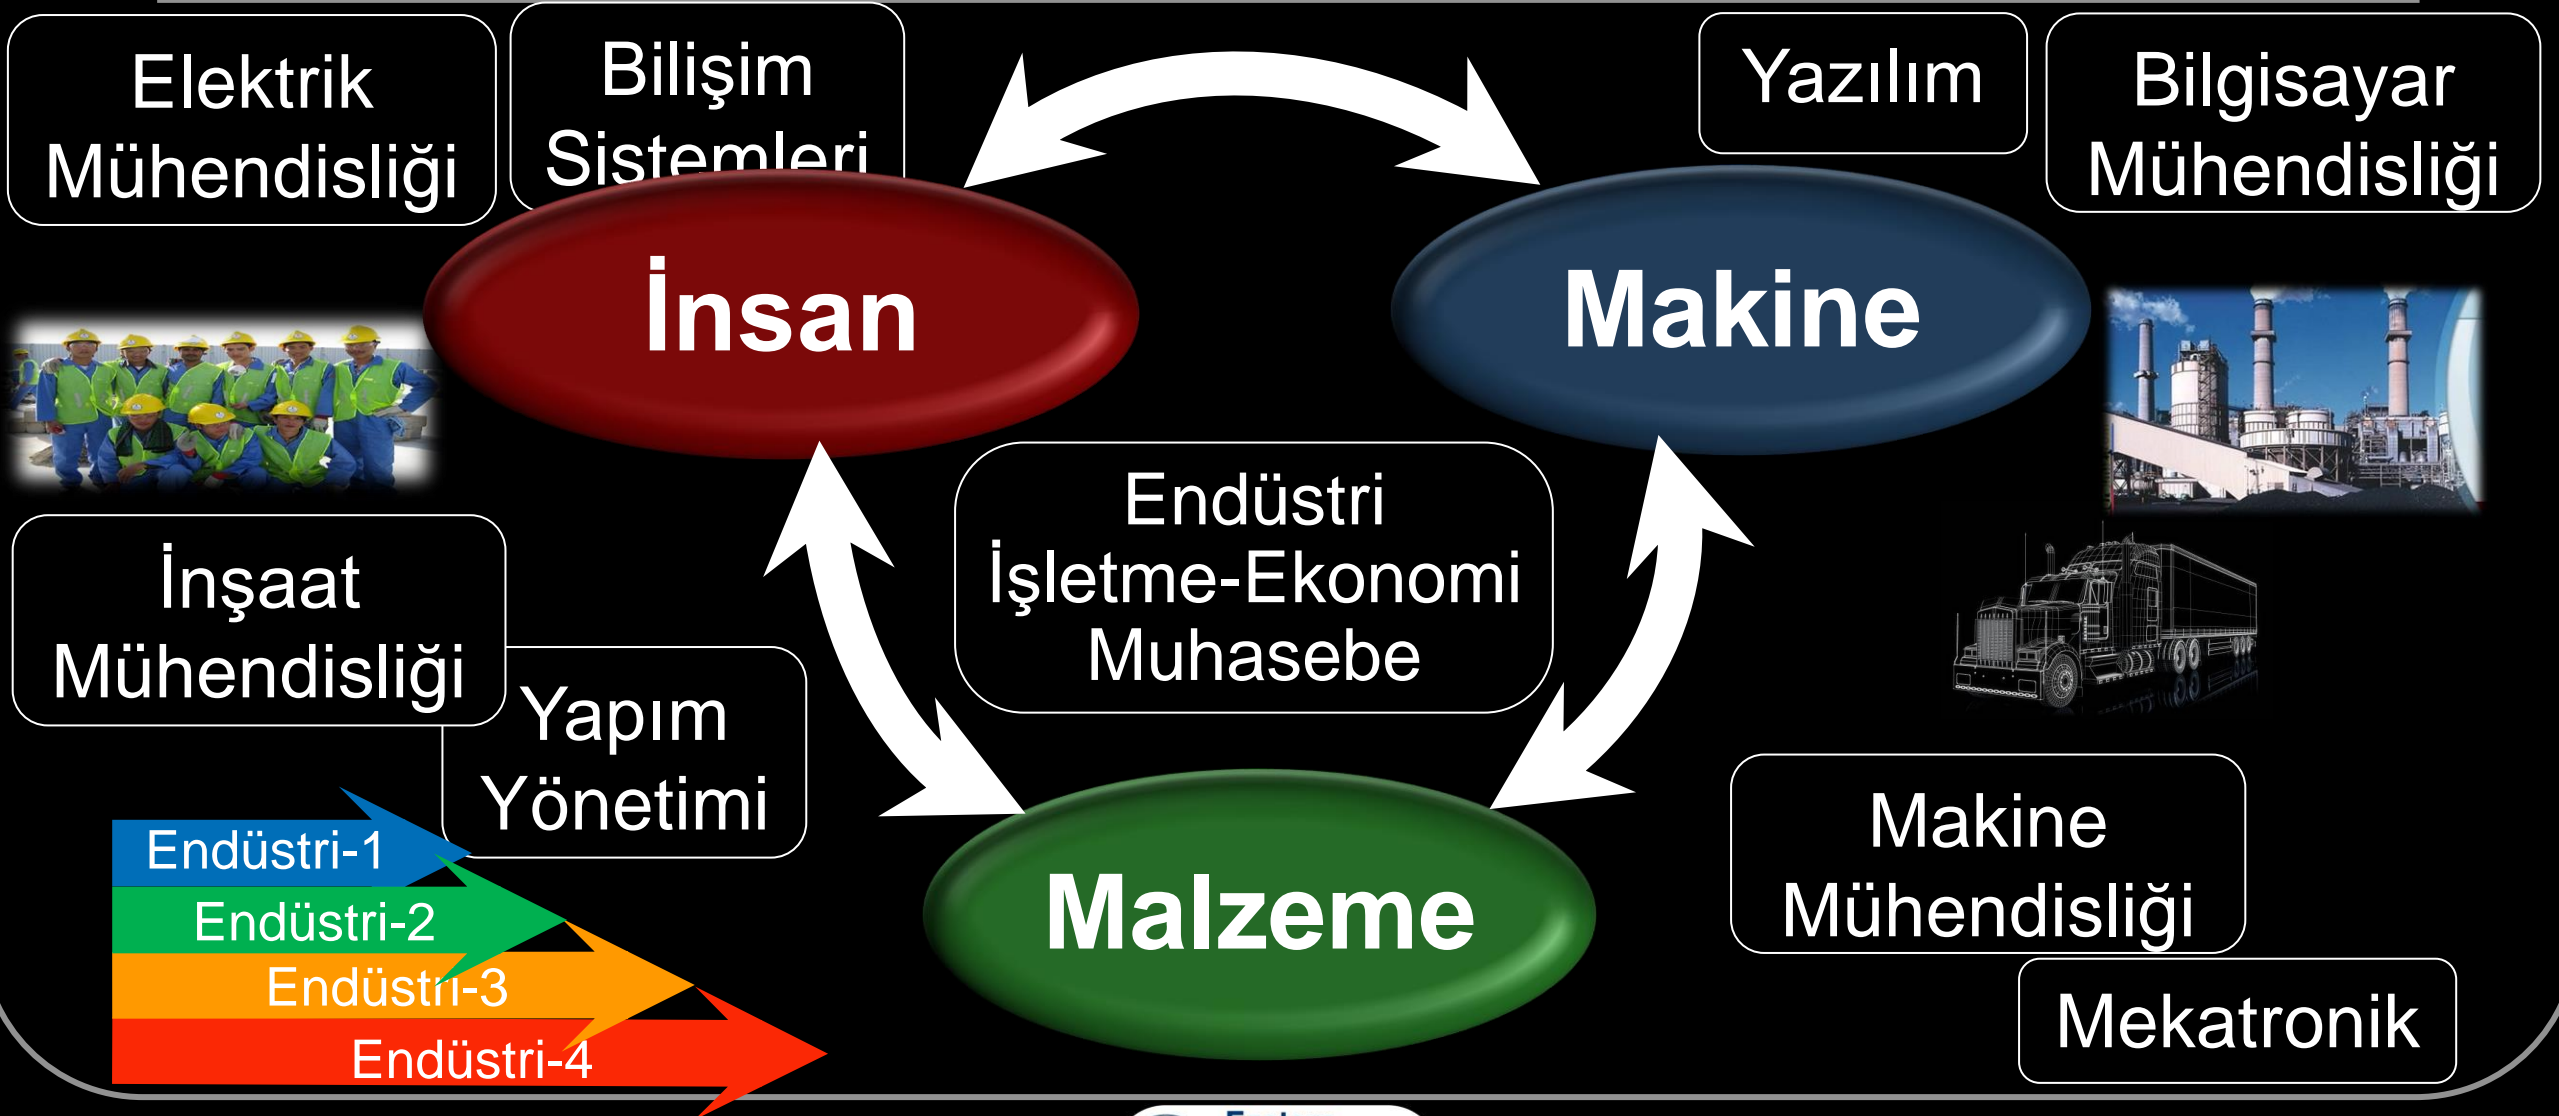 Elektrik
Mühendisliği
Bilişim
Sistemleri
Yazılım
Bilgisayar
Mühendisliği
İnsan
Makine
Endüstri
İşletme-Ekonomi
Muhasebe
İnşaat
Mühendisliği
Yapım
Yönetimi
Malzeme
Makine
Mühendisliği
Mekatronik
Endüstri-1
Endüstri-2
Endüstri-3
Endüstri-4